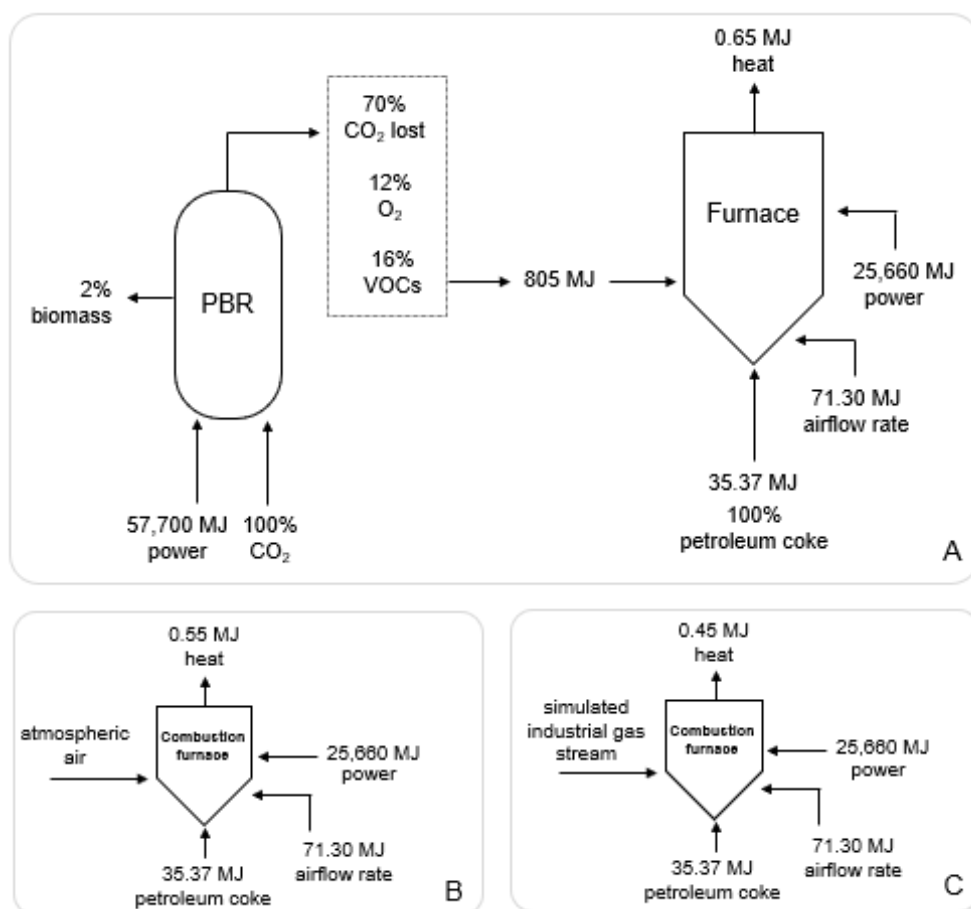 0.65 MJ
heat
70%
CO₂ lost
12%
O₂
16%
VOCs
Furnace
2%
biomass
PBR
805 MJ
25,660 MJ
power
71.30 MJ
airflow rate
35.37 MJ
100%
petroleum coke
57,700 MJ
power
100%
CO₂
A
0.55 MJ
heat
atmospheric
air
Combustion
furnace
25,660 MJ
power
71.30 MJ
airflow rate
35.37 MJ
petroleum coke
B
0.45 MJ
heat
simulated
industrial gas
stream
Combustion
furnace
25,660 MJ
power
71.30 MJ
airflow rate
35.37 MJ
petroleum coke
C